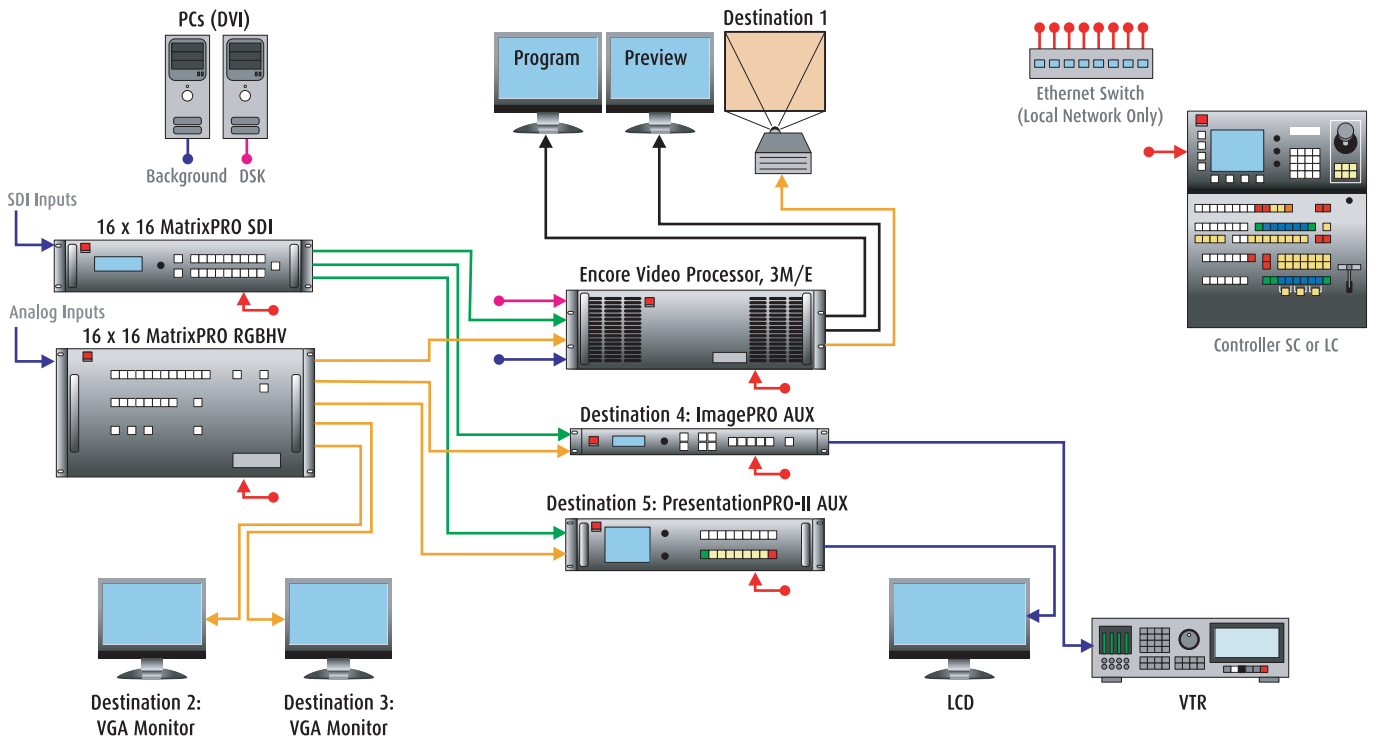 PCs (DVI)
Background
DSK
Destination 1
Program
Preview
Ethernet Switch
(Local Network Only)
SDI Inputs
16 x 16 MatrixPRO SDI
Encore Video Processor, 3M/E
Analog Inputs
16 x 16 MatrixPRO RGBHV
Controller SC or LC
Destination 4: ImagePRO AUX
Destination 5: PresentationPRO-II AUX
Destination 2:
VGA Monitor
Destination 3:
VGA Monitor
LCD
VTR